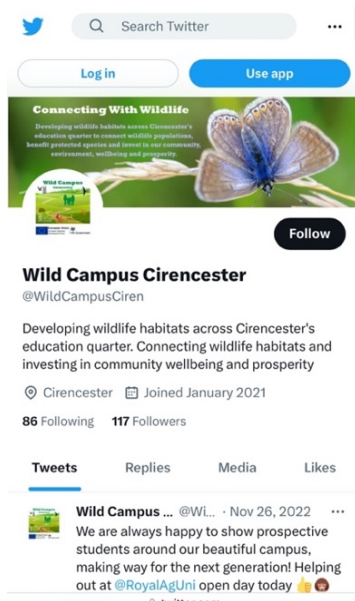 Search Twitter
Log in
Use app
Connecting With Wildlife
Developing wildlife habitats across Cirencester's
education quarter to connect wildlife populations,
benefit protected species and invest in our community,
environment, wellbeing and prosperity.
Wild Campus
Follow
Wild Campus Cirencester
@WildCampusCiren
Developing wildlife habitats across Cirencester's
education quarter. Connecting wildlife habitats and
investing in community wellbeing and prosperity
Cirencester Joined January 2021
86 Following 117 Followers
Tweets Replies Media Likes
Wild Campus ... @Wi... · Nov 26, 2022
We are always happy to show prospective
students around our beautiful campus,
making way for the next generation! Helping
out at @RoyalAgUni open day today 👍